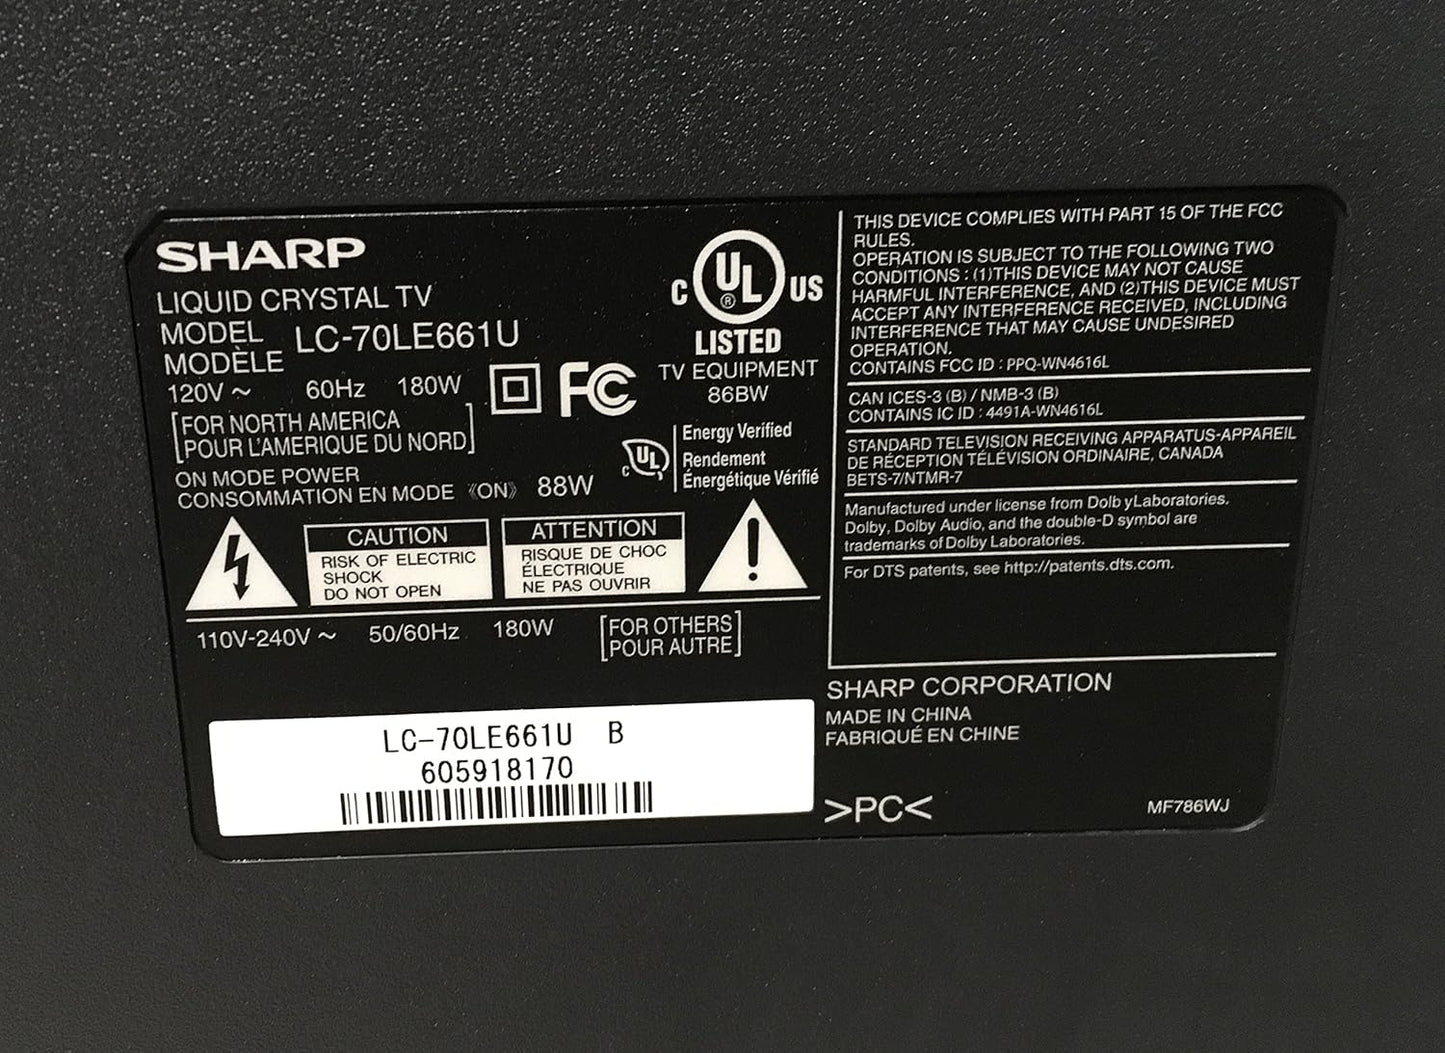 SHARP
LIQUID CRYSTAL TV
MODEL
MODÈLE
LC-70LE661U
120V ~ 60Hz 180W
[FOR NORTH AMERICA
POUR L'AMERIQUE DU NORD]
ON MODE POWER
CONSOMMATION EN MODE 《ON》 88W
FC
C UL US
®
LISTED
TV EQUIPMENT
86BW
C UL
Energy Verified
Rendement
Énergétique Vérifié
CAUTION
RISK OF ELECTRIC
SHOCK
DO NOT OPEN
ATTENTION
RISQUE DE CHOC
ÉLECTRIQUE
NE PAS OUVRIR
!
110V-240V ~ 50/60Hz 180W
[FOR OTHERS
POUR AUTRE]
LC-70LE661U B
605918170
THIS DEVICE COMPLIES WITH PART 15 OF THE FCC
RULES.
OPERATION IS SUBJECT TO THE FOLLOWING TWO
CONDITIONS : (1)THIS DEVICE MAY NOT CAUSE
HARMFUL INTERFERENCE, AND (2)THIS DEVICE MUST
ACCEPT ANY INTERFERENCE RECEIVED, INCLUDING
INTERFERENCE THAT MAY CAUSE UNDESIRED
OPERATION.
CONTAINS FCC ID : PPQ-WN4616L
CAN ICES-3 (B) / NMB-3 (B)
CONTAINS IC ID : 4491A-WN4616L
STANDARD TELEVISION RECEIVING APPARATUS-APPAREIL
DE RÉCEPTION TÉLÉVISION ORDINAIRE, CANADA
BETS-7/NTMR-7
Manufactured under license from Dolb yLaboratories.
Dolby, Dolby Audio, and the double-D symbol are
trademarks of Dolby Laboratories.
For DTS patents, see http://patents.dts.com.
SHARP CORPORATION
MADE IN CHINA
FABRIQUÉ EN CHINE
>PC<
MF786WJ